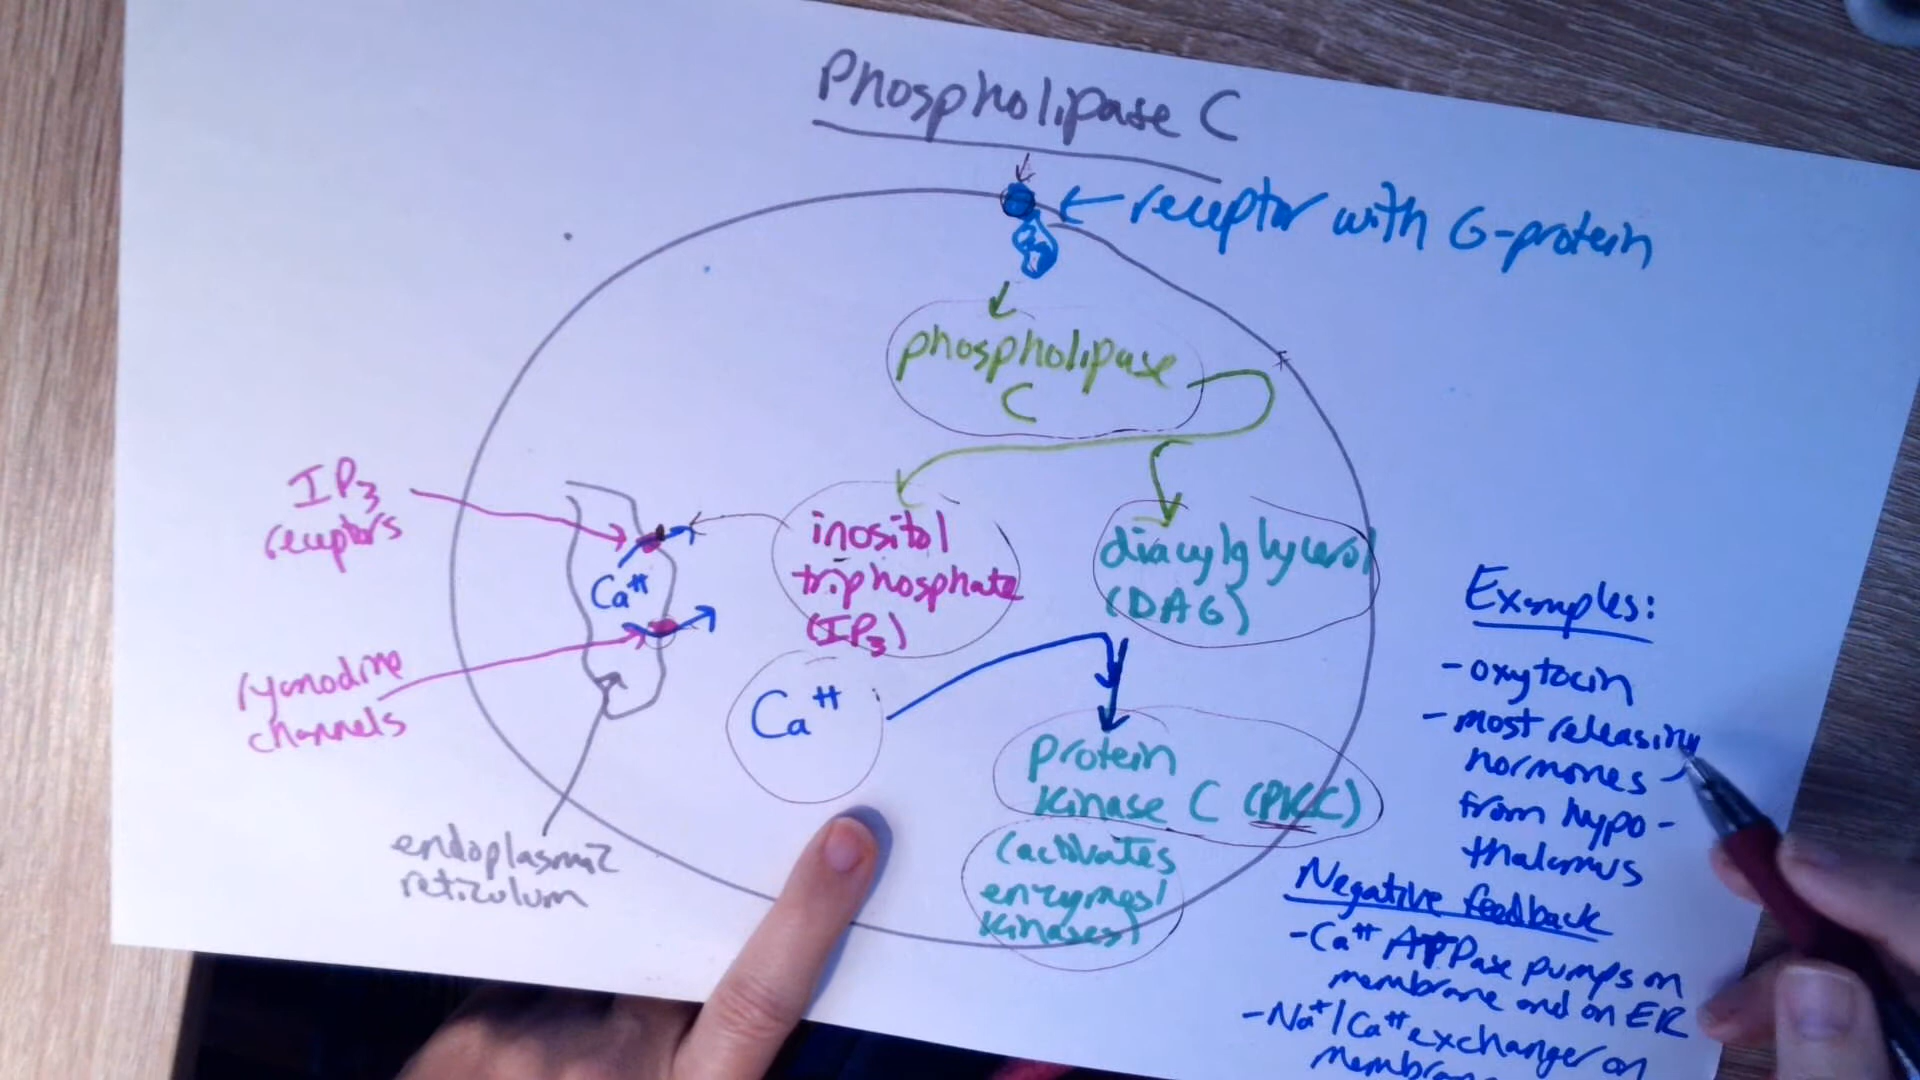 Phospholipase C
receptor with G-protein
phospholipase
C
IP3
receptors
inositol
triphosphate
(IP3)
diacylglycerol
(DAG)
Ca++
ryanodine
channels
Ca++
protein
kinase C (PKC)
(activates
enzymes/
kinases)
endoplasmic
reticulum
Examples:
- oxytocin
- most releasing
hormones
from hypo-
thalamus
Negative feedback
- Ca++ ATPase pumps on
membrane and on ER
- Na+/Ca++ exchanger on
membrane